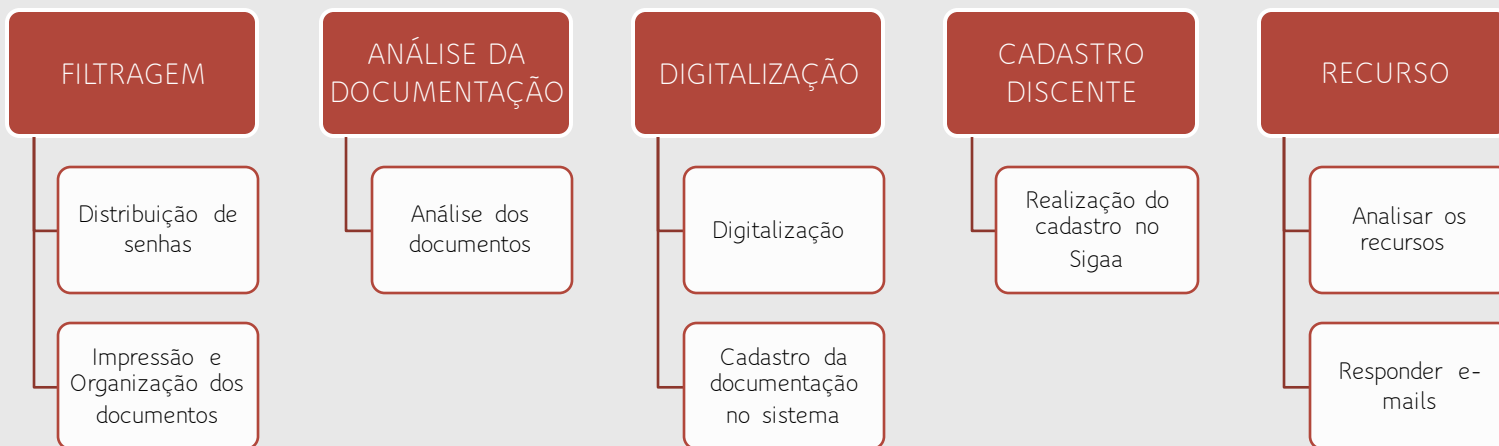 FILTRAGEM
Distribuição de
senhas
Impressão e
Organização dos
documentos
ANÁLISE DA
DOCUMENTAÇÃO
Análise dos
documentos
DIGITALIZAÇÃO
Digitalização
Cadastro da
documentação
no sistema
CADASTRO
DISCENTE
Realização do
cadastro no
Sigaa
RECURSO
Analisar os
recursos
Responder e-
mails